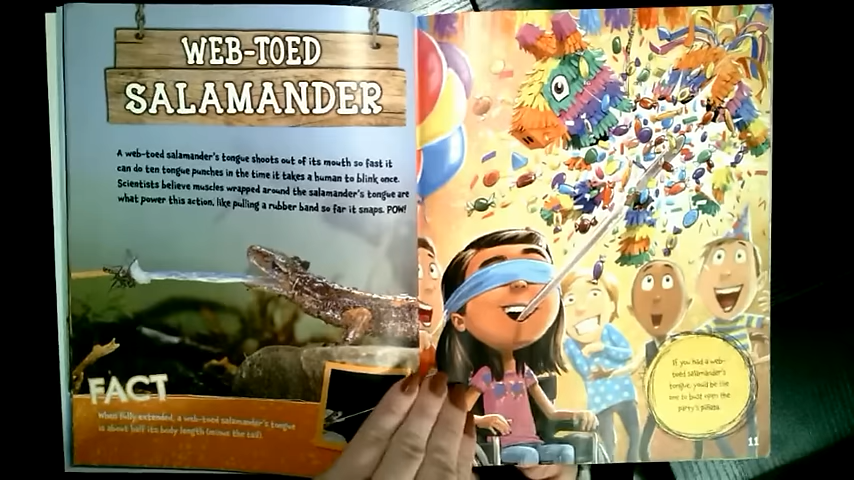 WEB-TOED
SALAMANDER
A web-toed salamander's tongue shoots out of its mouth so fast it
can do ten tongue punches in the time it takes a human to blink once.
Scientists believe muscles wrapped around the salamander's tongue are
what power this action, like pulling a rubber band so far it snaps. POW!
FACT
When fully extended, a web-toed salamander's tongue
is about half its body length (minus the tail).
If you had a web-
toed salamander's
tongue, you'd be the
one to bust open the
party's piñata.
11